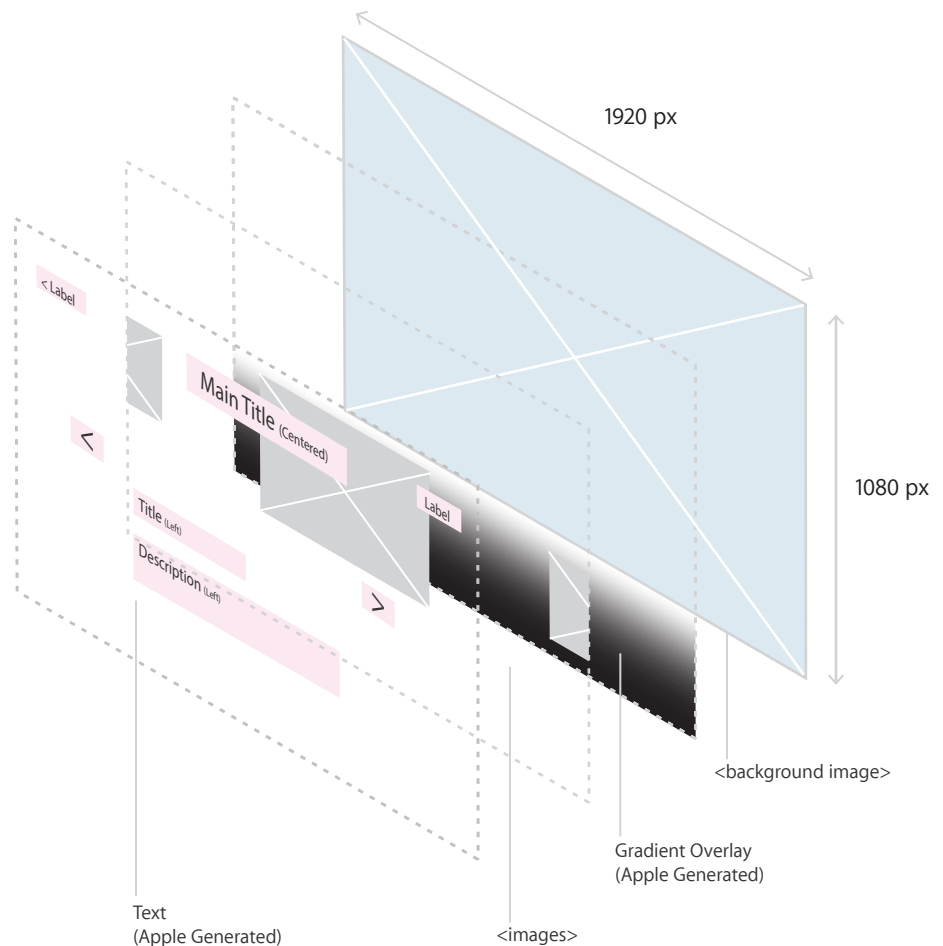 1920 px
< Label
Main Title (Centered)
<
1080 px
Label
Title (Left)
Description (Left)
>
<background image>
Gradient Overlay
(Apple Generated)
Text
(Apple Generated)
<images>